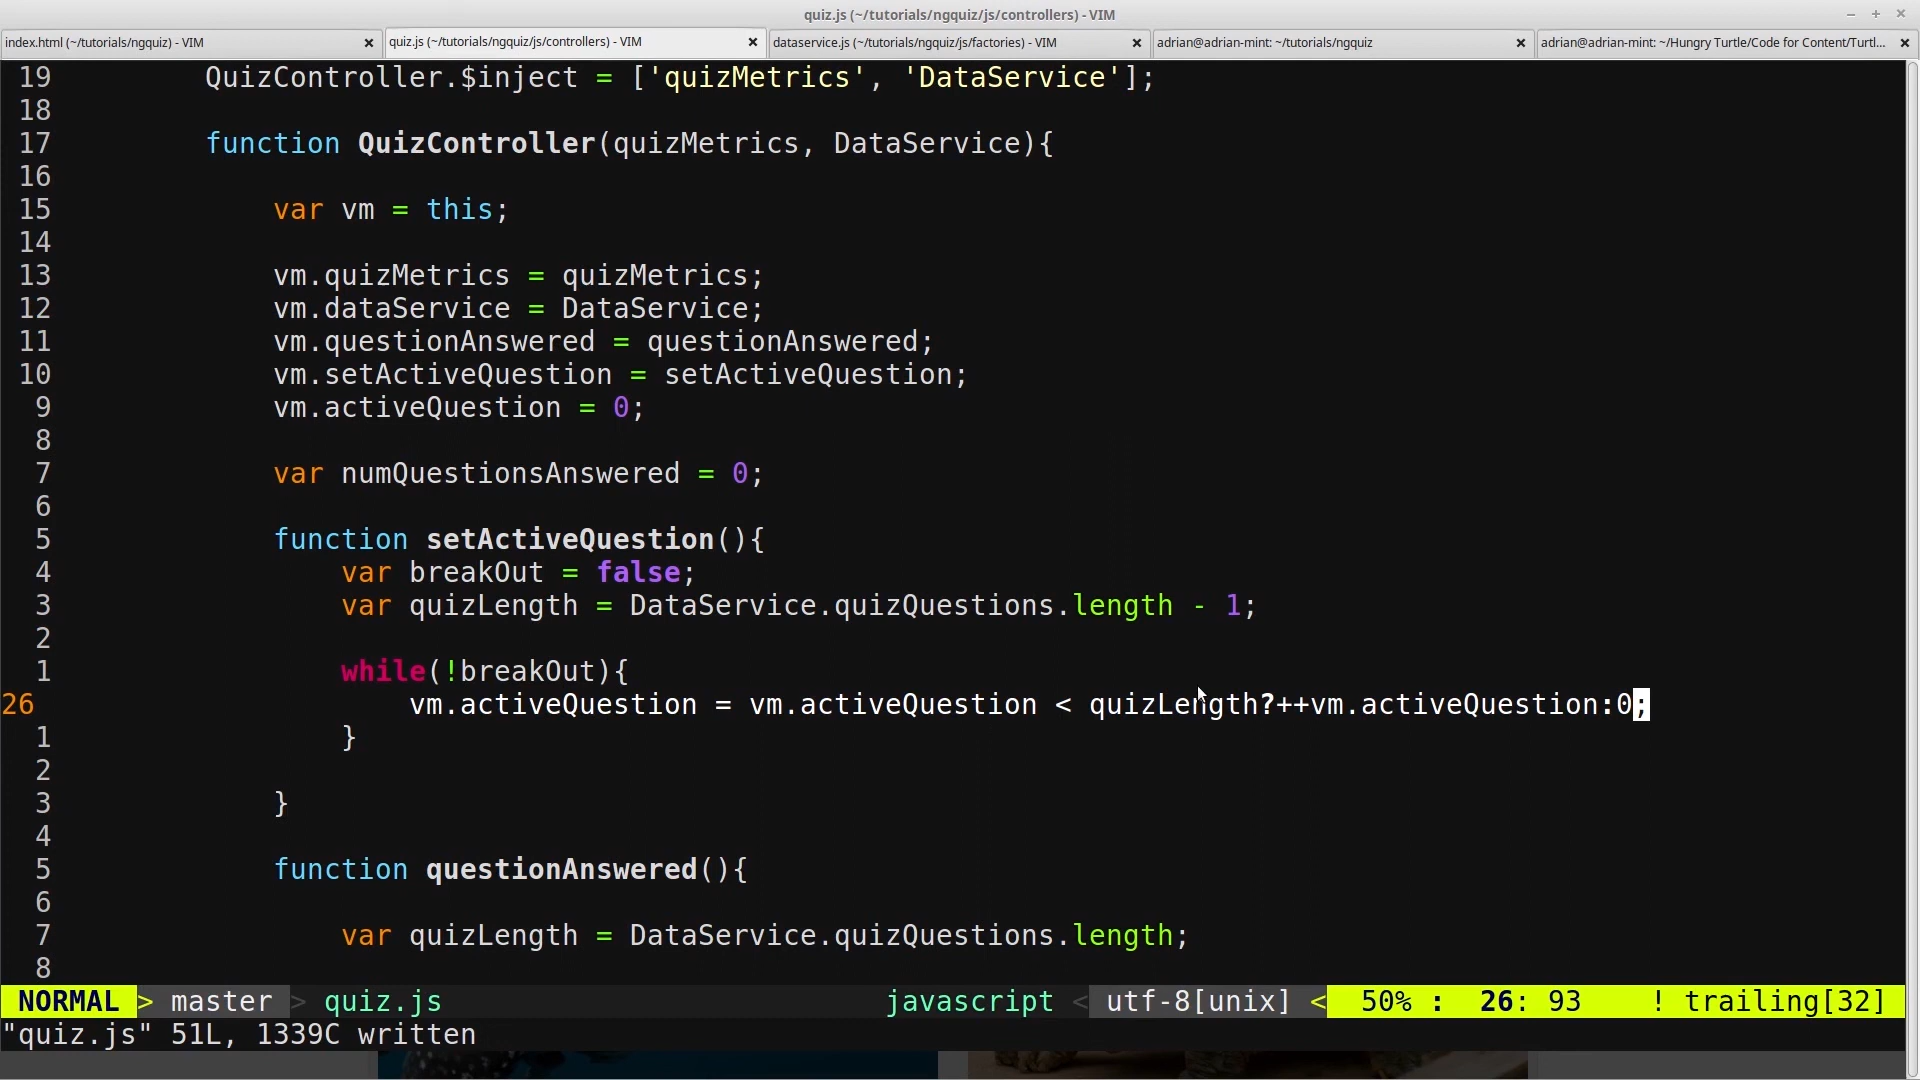 quiz.js (~/tutorials/ngquiz/js/controllers) - VIM
index.html (~/tutorials/ngquiz) - VIM
quiz.js (~/tutorials/ngquiz/js/controllers) - VIM
dataservice.js (~/tutorials/ngquiz/js/factories) - VIM
adrian@adrian-mint: ~/tutorials/ngquiz
adrian@adrian-mint: ~/Hungry Turtle/Code for Content/Turtl...
19 QuizController.$inject = ['quizMetrics', 'DataService'];
18
17 function QuizController(quizMetrics, DataService){
16
15 var vm = this;
14
13 vm.quizMetrics = quizMetrics;
12 vm.dataService = DataService;
11 vm.questionAnswered = questionAnswered;
10 vm.setActiveQuestion = setActiveQuestion;
9 vm.activeQuestion = 0;
8
7 var numQuestionsAnswered = 0;
6
5 function setActiveQuestion(){
4 var breakOut = false;
3 var quizLength = DataService.quizQuestions.length - 1;
2
1 while(!breakOut){
26 vm.activeQuestion = vm.activeQuestion < quizLength?++vm.activeQuestion:0;
1 }
2
3 }
4
5 function questionAnswered(){
6
7 var quizLength = DataService.quizQuestions.length;
8
NORMAL > master > quiz.js javascript < utf-8[unix] < 50% : 26: 93 ! trailing[32]
"quiz.js" 51L, 1339C written